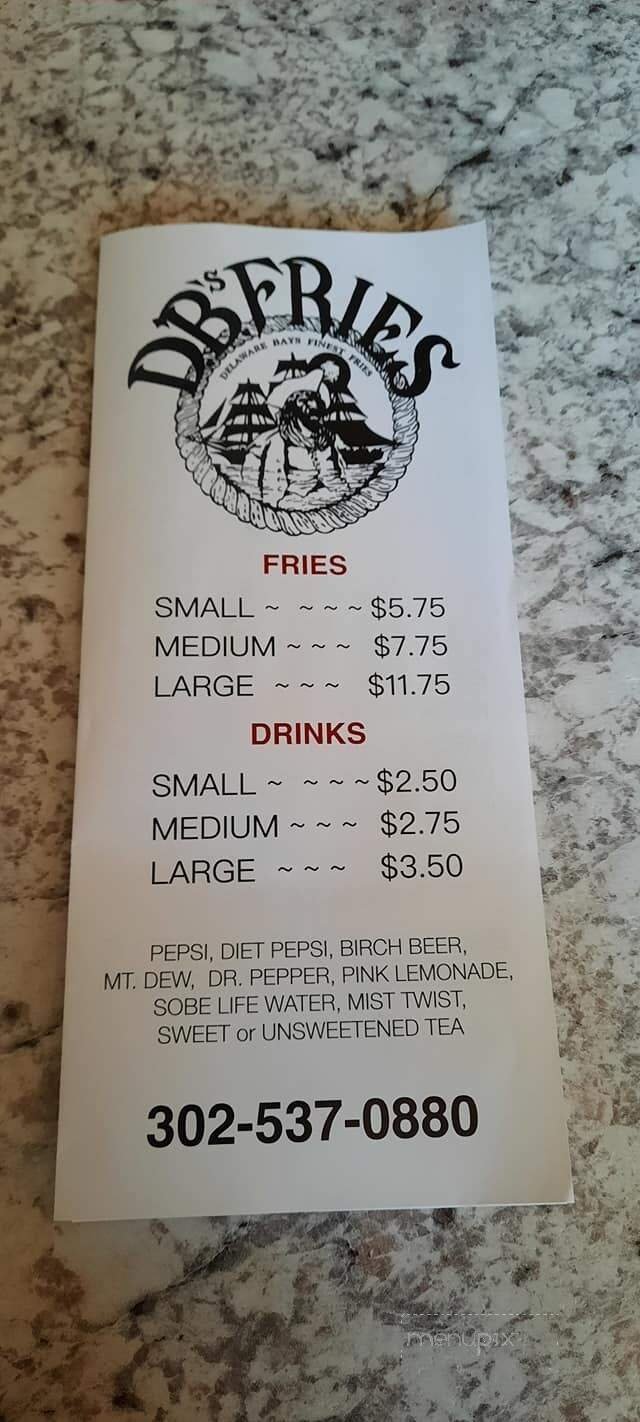 DB'S FRIES
DELAWARE BAYS FINEST FRIES
FRIES
SMALL ~ ~ ~ ~ $5.75
MEDIUM ~ ~ ~ $7.75
LARGE ~ ~ ~ $11.75
DRINKS
SMALL ~ ~ ~ ~ $2.50
MEDIUM ~ ~ ~ $2.75
LARGE ~ ~ ~ $3.50
PEPSI, DIET PEPSI, BIRCH BEER,
MT. DEW, DR. PEPPER, PINK LEMONADE,
SOBE LIFE WATER, MIST TWIST,
SWEET or UNSWEETENED TEA
302-537-0880
menupix